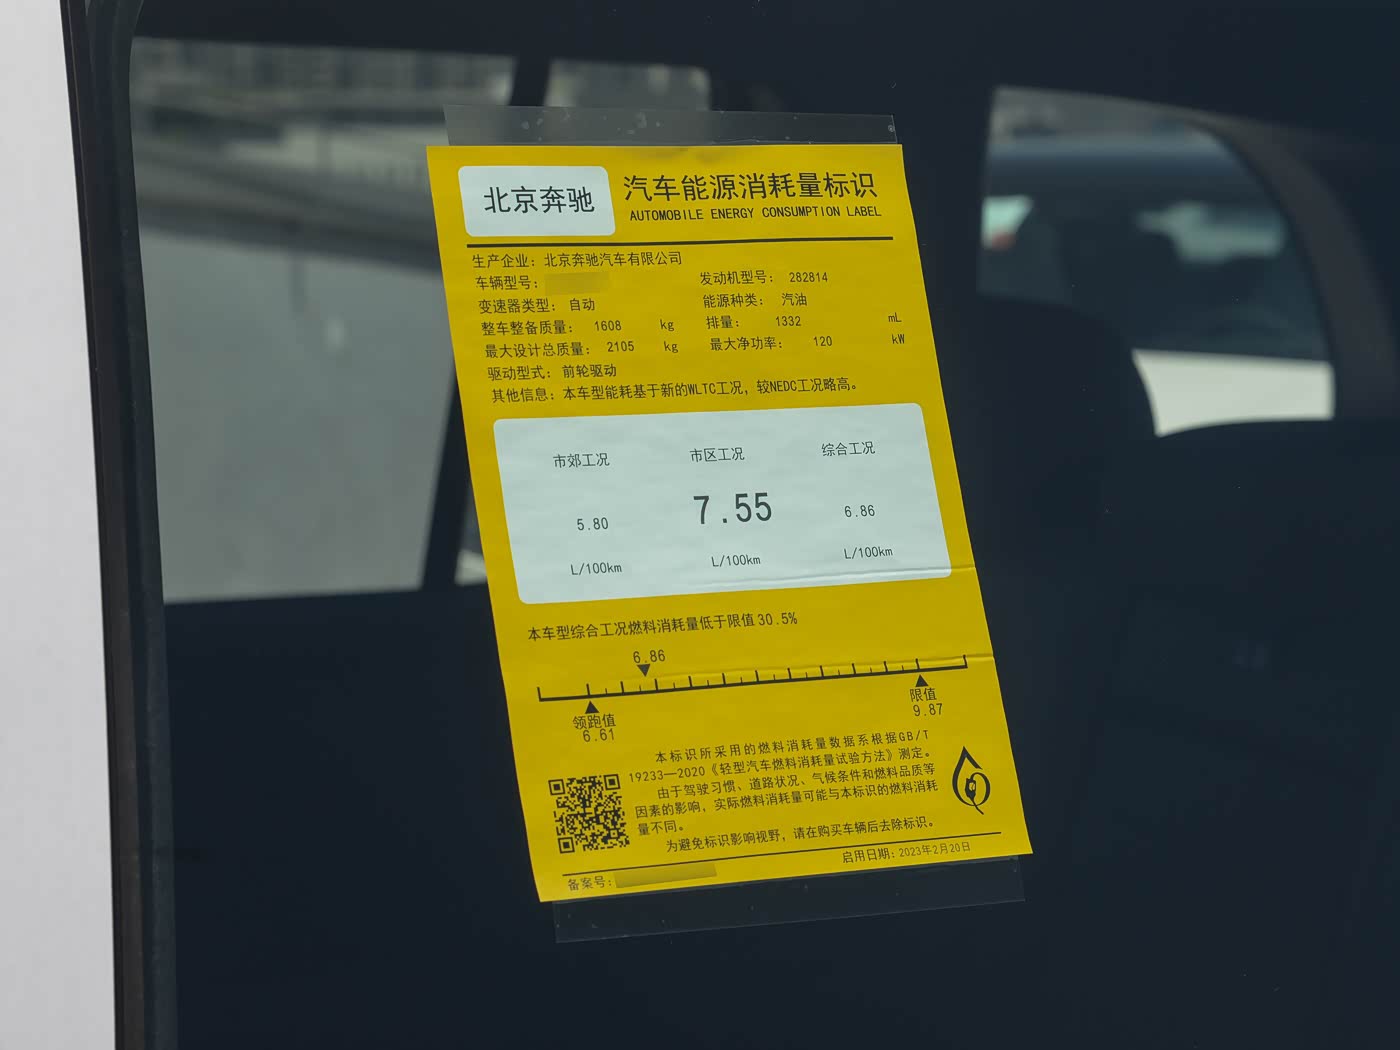 北京奔驰
汽车能源消耗量标识
AUTOMOBILE ENERGY CONSUMPTION LABEL
生产企业：北京奔驰汽车有限公司
车辆型号： 发动机型号： 282814
变速器类型： 自动 能源种类： 汽油
整车整备质量： 1608 kg 排量： 1332 mL
最大设计总质量： 2105 kg 最大净功率： 120 kW
驱动型式： 前轮驱动
其他信息：本车型能耗基于新的WLTC工况，较NEDC工况略高。
市郊工况 市区工况 综合工况
5.80 7.55 6.86
L/100km L/100km L/100km
本车型综合工况燃料消耗量低于限值30.5%
6.86
领跑值 限值
6.61 9.87
本标识所采用的燃料消耗量数据系根据GB/T
19233—2020《轻型汽车燃料消耗量试验方法》测定。
由于驾驶习惯、道路状况、气候条件和燃料品质等
因素的影响，实际燃料消耗量可能与本标识的燃料消耗
量不同。
为避免标识影响视野，请在购买车辆后去除标识。
备案号： 启用日期：2023年2月20日